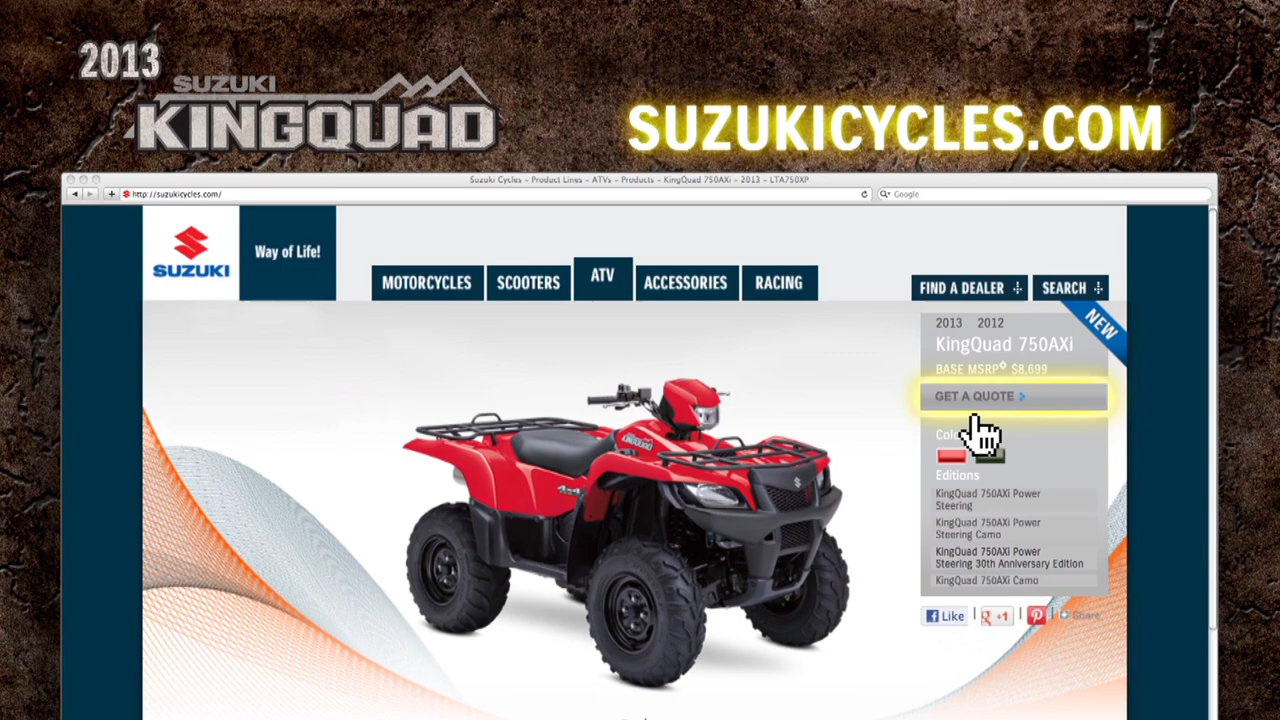 2013
SUZUKI
KINGQUAD
SUZUKICYCLES.COM
Suzuki Cycles – Product Lines – ATVs – Products – KingQuad 750AXi – 2013 – LTA750XP
http://suzukicycles.com/
Google
SUZUKI
Way of Life!
MOTORCYCLES
SCOOTERS
ATV
ACCESSORIES
RACING
FIND A DEALER
SEARCH
NEW
2013 2012
KingQuad 750AXi
BASE MSRP $8,699
GET A QUOTE
Editions
KingQuad 750AXi Power
Steering
KingQuad 750AXi Power
Steering Camo
KingQuad 750AXi Power
Steering 30th Anniversary Edition
KingQuad 750AXi Camo
Like
+1
Share
KINGQUAD
4x4